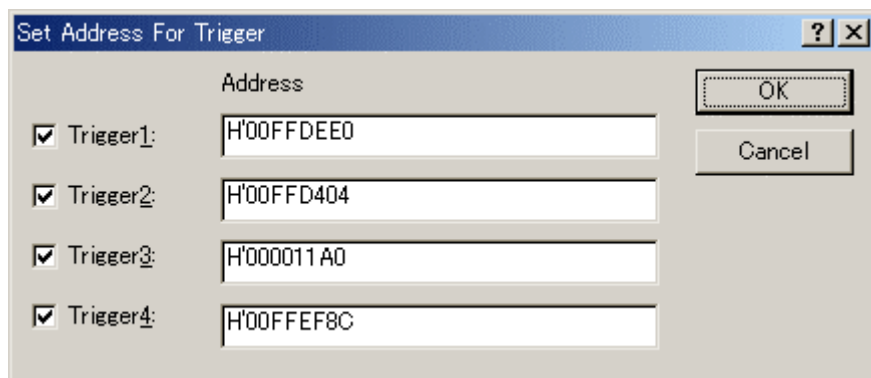 Set Address For Trigger
Address
OK
Trigger1: H'00FFDEE0
Cancel
Trigger2: H'00FFD404
Trigger3: H'000011A0
Trigger4: H'00FFEF8C